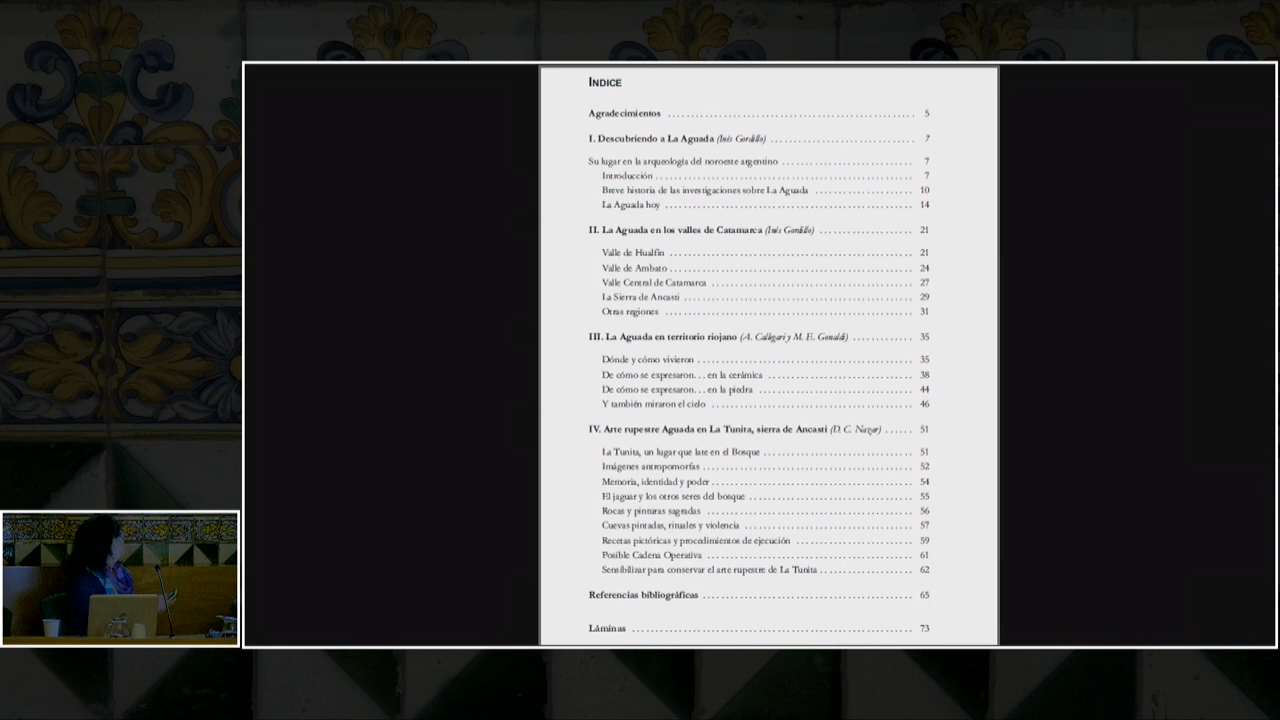 INDICE
Agradecimientos ........ 5
I. Descubriendo a La Aguada (Inés Gordillo) ........ 7
Su lugar en la arqueología del noroeste argentino ........ 7
Introducción ........ 7
Breve historia de las investigaciones sobre La Aguada ........ 10
La Aguada hoy ........ 14
II. La Aguada en los valles de Catamarca (Inés Gordillo) ........ 21
Valle de Hualfín ........ 21
Valle de Ambato ........ 24
Valle Central de Catamarca ........ 27
La Sierra de Ancasti ........ 29
Otras regiones ........ 31
III. La Aguada en territorio riojano (A. Callegari y M. E. Gonaldi) ........ 35
Dónde y cómo vivieron ........ 35
De cómo se expresaron... en la cerámica ........ 38
De cómo se expresaron... en la piedra ........ 44
Y también miraron el cielo ........ 46
IV. Arte rupestre Aguada en La Tunita, sierra de Ancasti (D. C. Nazar) ...... 51
La Tunita, un lugar que late en el Bosque ........ 51
Imágenes antropomorfas ........ 52
Memoria, identidad y poder ........ 54
El jaguar y los otros seres del bosque ........ 55
Rocas y pinturas sagradas ........ 56
Cuevas pintadas, rituales y violencia ........ 57
Recetas pictóricas y procedimientos de ejecución ........ 59
Posible Cadena Operativa ........ 61
Sensibilizar para conservar el arte rupestre de La Tunita ........ 62
Referencias bibliográficas ........ 65
Láminas ........ 73